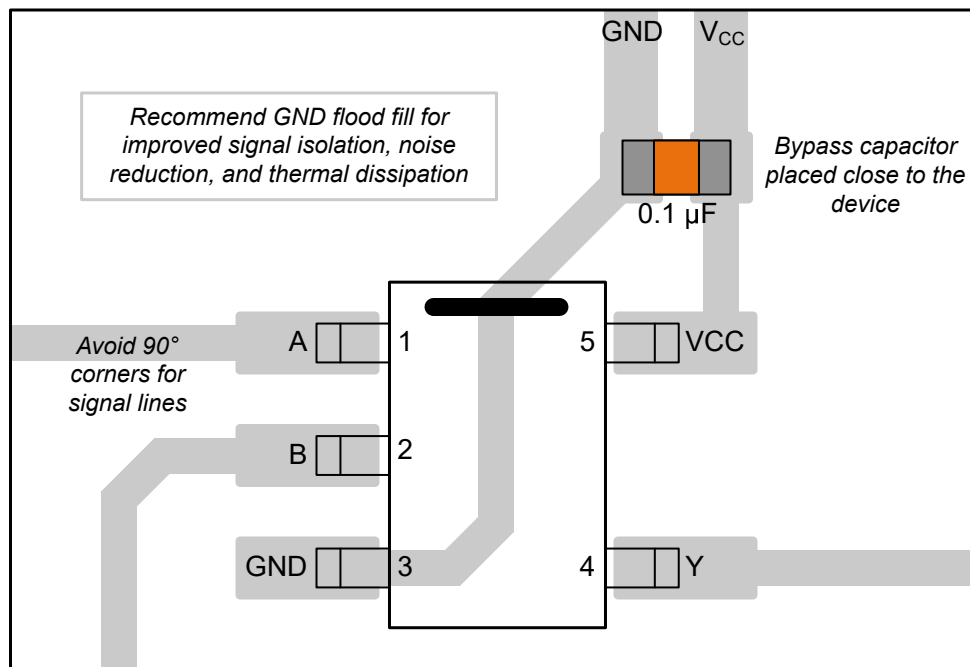 GND
VCC
Recommend GND flood fill for
improved signal isolation, noise
reduction, and thermal dissipation
Bypass capacitor
placed close to the
device
0.1 µF
A
1
5
VCC
Avoid 90°
corners for
signal lines
B
2
GND
3
4
Y